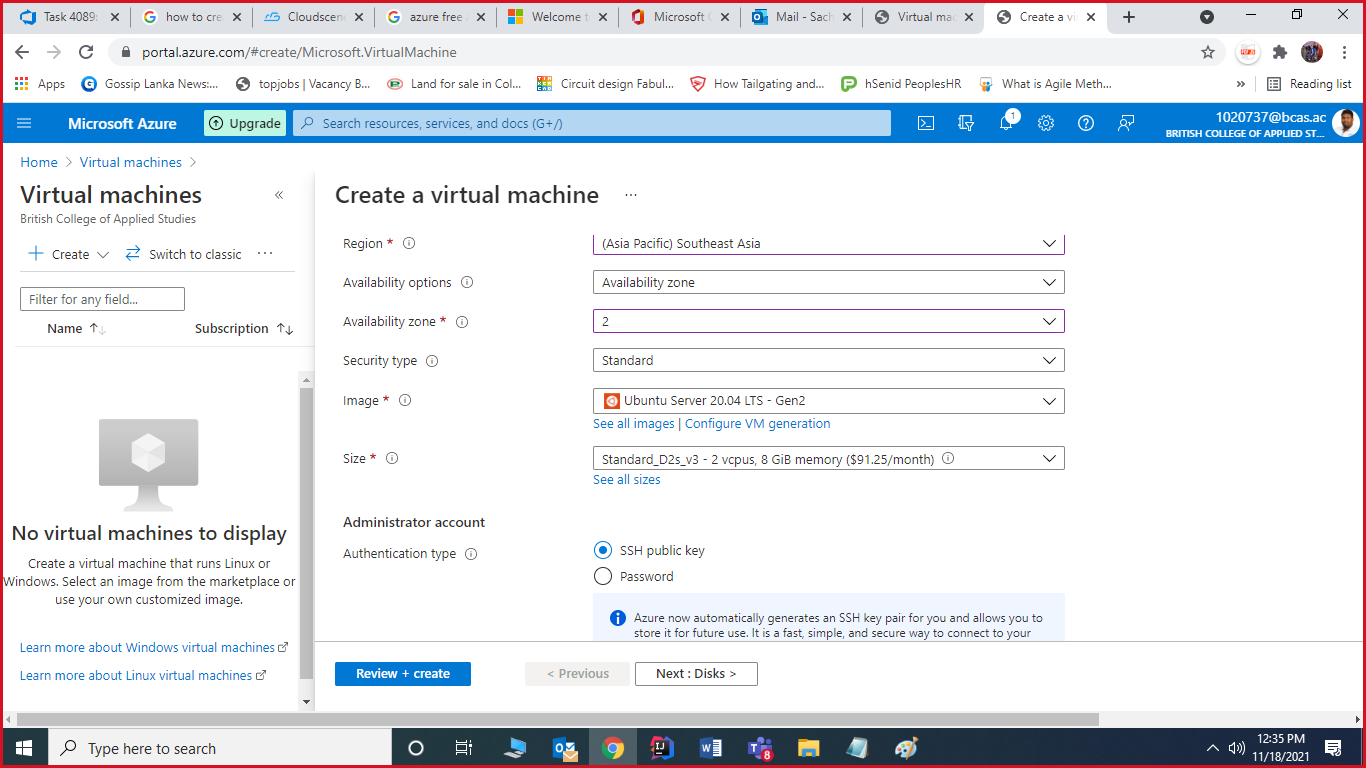 Task 4089:
how to cre
Cloudscen
azure free
Welcome t
Microsoft
Mail - Sach
Virtual mac
Create a vi
portal.azure.com/#create/Microsoft.VirtualMachine
Apps
Gossip Lanka News:...
topjobs | Vacancy B...
Land for sale in Col...
Circuit design Fabul...
How Tailgating and...
hSenid PeoplesHR
What is Agile Meth...
»
Reading list
Microsoft Azure
Upgrade
Search resources, services, and docs (G+/)
1
1020737@bcas.ac
BRITISH COLLEGE OF APPLIED ST...
Home > Virtual machines >
Virtual machines
«
British College of Applied Studies
+ Create
Switch to classic
...
Filter for any field...
Name ↑↓
Subscription ↑↓
No virtual machines to display
Create a virtual machine that runs Linux or
Windows. Select an image from the marketplace or
use your own customized image.
Learn more about Windows virtual machines
Learn more about Linux virtual machines
Create a virtual machine
...
Region *
(Asia Pacific) Southeast Asia
Availability options
Availability zone
Availability zone *
2
Security type
Standard
Image *
Ubuntu Server 20.04 LTS - Gen2
See all images | Configure VM generation
Size *
Standard_D2s_v3 - 2 vcpus, 8 GiB memory ($91.25/month)
See all sizes
Administrator account
Authentication type
SSH public key
Password
Azure now automatically generates an SSH key pair for you and allows you to
store it for future use. It is a fast, simple, and secure way to connect to your
Review + create
< Previous
Next : Disks >
Type here to search
8
12:35 PM
11/18/2021